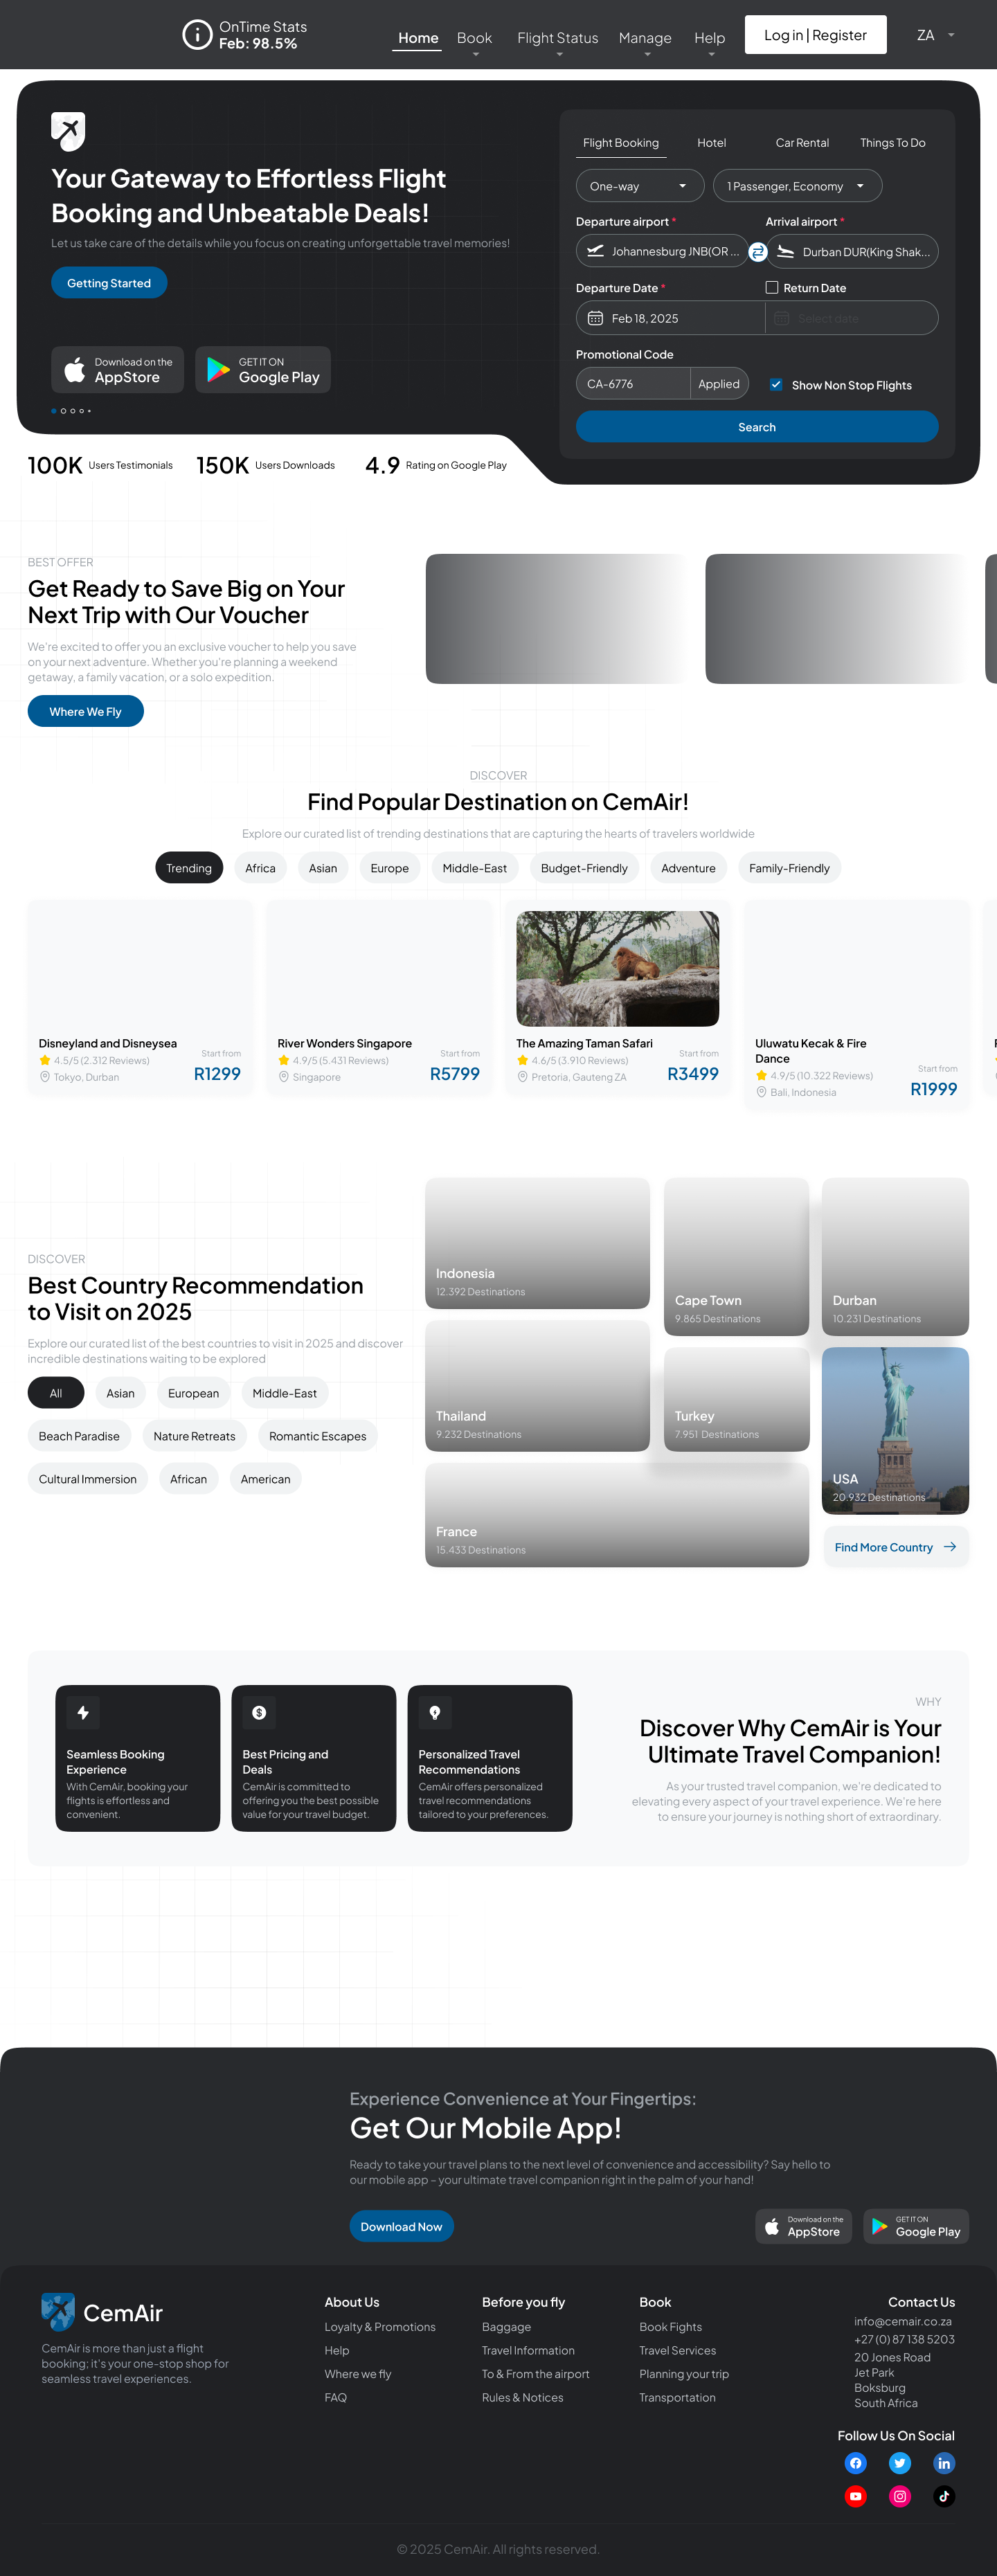 OnTime Stats
Feb: 98.5%
Home
Book
Flight Status
Manage
Help
Log in | Register
ZA
Your Gateway to Effortless Flight
Booking and Unbeatable Deals!
Let us take care of the details while you focus on creating unforgettable travel memories!
Getting Started
Download on the
AppStore
GET IT ON
Google Play
Flight Booking
Hotel
Car Rental
Things To Do
One-way
1 Passenger, Economy
Departure airport *
Arrival airport *
Johannesburg JNB(OR ...
Durban DUR(King Shak...
Departure Date *
Return Date
Feb 18, 2025
Select date
Promotional Code
CA-6776
Applied
Show Non Stop Flights
Search
100K Users Testimonials
150K Users Downloads
4.9 Rating on Google Play
BEST OFFER
Get Ready to Save Big on Your
Next Trip with Our Voucher
We're excited to offer you an exclusive voucher to help you save
on your next adventure. Whether you're planning a weekend
getaway, a family vacation, or a solo expedition.
Where We Fly
DISCOVER
Find Popular Destination on CemAir!
Explore our curated list of trending destinations that are capturing the hearts of travelers worldwide
Trending
Africa
Asian
Europe
Middle-East
Budget-Friendly
Adventure
Family-Friendly
Disneyland and Disneysea
4.5/5 (2.312 Reviews)
Tokyo, Durban
Start from
R1299
River Wonders Singapore
4.9/5 (5.431 Reviews)
Singapore
Start from
R5799
The Amazing Taman Safari
4.6/5 (3.910 Reviews)
Pretoria, Gauteng ZA
Start from
R3499
Uluwatu Kecak & Fire
Dance
4.9/5 (10.322 Reviews)
Bali, Indonesia
Start from
R1999
DISCOVER
Best Country Recommendation
to Visit on 2025
Explore our curated list of the best countries to visit in 2025 and discover
incredible destinations waiting to be explored
All
Asian
European
Middle-East
Beach Paradise
Nature Retreats
Romantic Escapes
Cultural Immersion
African
American
Indonesia
12.392 Destinations
Cape Town
9.865 Destinations
Durban
10.231 Destinations
Thailand
9.232 Destinations
Turkey
7.951 Destinations
USA
20.932 Destinations
France
15.433 Destinations
Find More Country
Seamless Booking
Experience
With CemAir, booking your
flights is effortless and
convenient.
Best Pricing and
Deals
CemAir is committed to
offering you the best possible
value for your travel budget.
Personalized Travel
Recommendations
CemAir offers personalized
travel recommendations
tailored to your preferences.
WHY
Discover Why CemAir is Your
Ultimate Travel Companion!
As your trusted travel companion, we're dedicated to
elevating every aspect of your travel experience. We're here
to ensure your journey is nothing short of extraordinary.
Experience Convenience at Your Fingertips:
Get Our Mobile App!
Ready to take your travel plans to the next level of convenience and accessibility? Say hello to
our mobile app – your ultimate travel companion right in the palm of your hand!
Download Now
Download on the
AppStore
GET IT ON
Google Play
CemAir
CemAir is more than just a flight
booking; it's your one-stop shop for
seamless travel experiences.
About Us
Loyalty & Promotions
Help
Where we fly
FAQ
Before you fly
Baggage
Travel Information
To & From the airport
Rules & Notices
Book
Book Fights
Travel Services
Planning your trip
Transportation
Contact Us
info@cemair.co.za
+27 (0) 87 138 5203
20 Jones Road
Jet Park
Boksburg
South Africa
Follow Us On Social
© 2025 CemAir. All rights reserved.